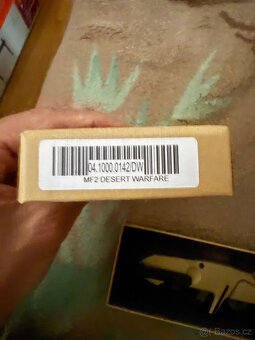 04.1000.0142/DW
MF2 DESERT WARFARE
© Bazos.cz